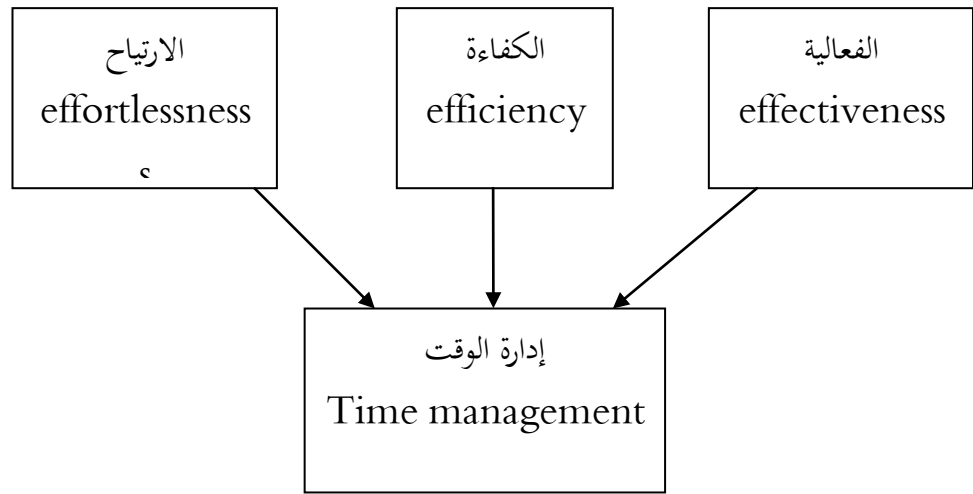 الارتياح
effortlessness
s
الكفاءة
efficiency
الفعالية
effectiveness
إدارة الوقت
Time management